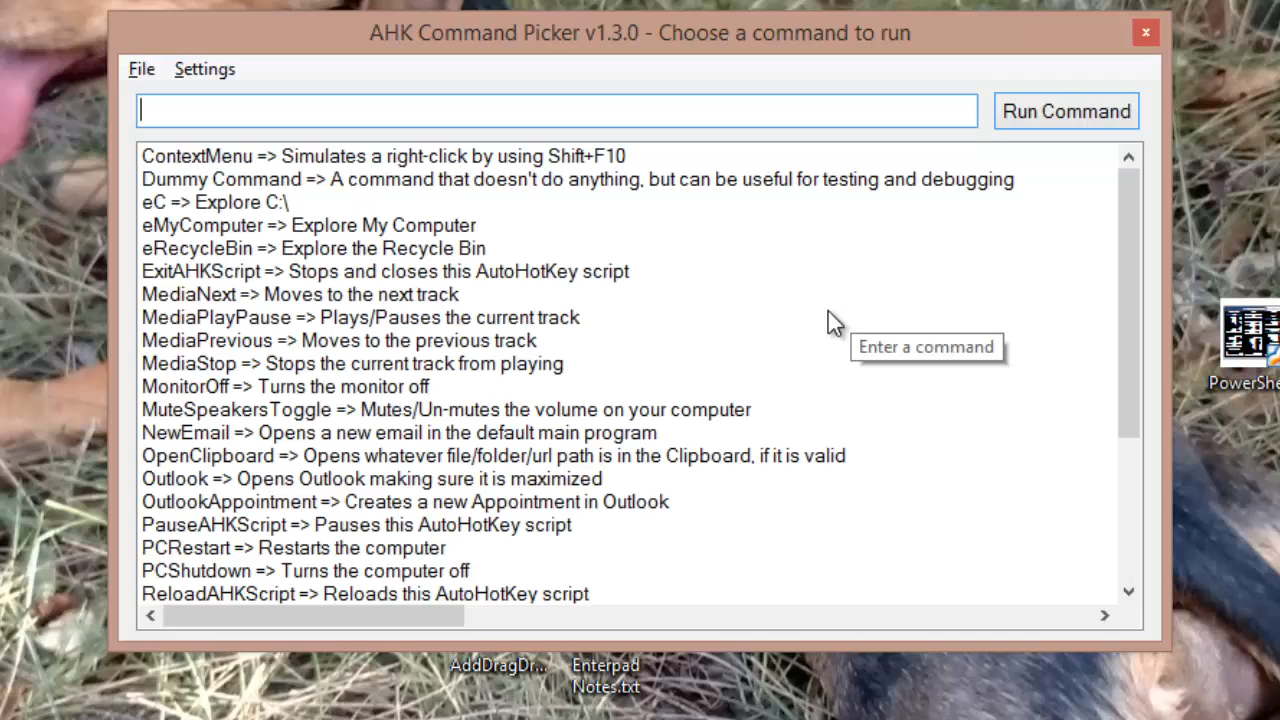 AHK Command Picker v1.3.0 - Choose a command to run
x
File Settings
Run Command
ContextMenu => Simulates a right-click by using Shift+F10
Dummy Command => A command that doesn't do anything, but can be useful for testing and debugging
eC => Explore C:\
eMyComputer => Explore My Computer
eRecycleBin => Explore the Recycle Bin
ExitAHKScript => Stops and closes this AutoHotKey script
MediaNext => Moves to the next track
MediaPlayPause => Plays/Pauses the current track
MediaPrevious => Moves to the previous track
Enter a command
MediaStop => Stops the current track from playing
MonitorOff => Turns the monitor off
MuteSpeakersToggle => Mutes/Un-mutes the volume on your computer
NewEmail => Opens a new email in the default main program
OpenClipboard => Opens whatever file/folder/url path is in the Clipboard, if it is valid
Outlook => Opens Outlook making sure it is maximized
OutlookAppointment => Creates a new Appointment in Outlook
PauseAHKScript => Pauses this AutoHotKey script
PCRestart => Restarts the computer
PCShutdown => Turns the computer off
ReloadAHKScript => Reloads this AutoHotKey script
PowerShe
AddDragDr... Enterpad
Notes.txt